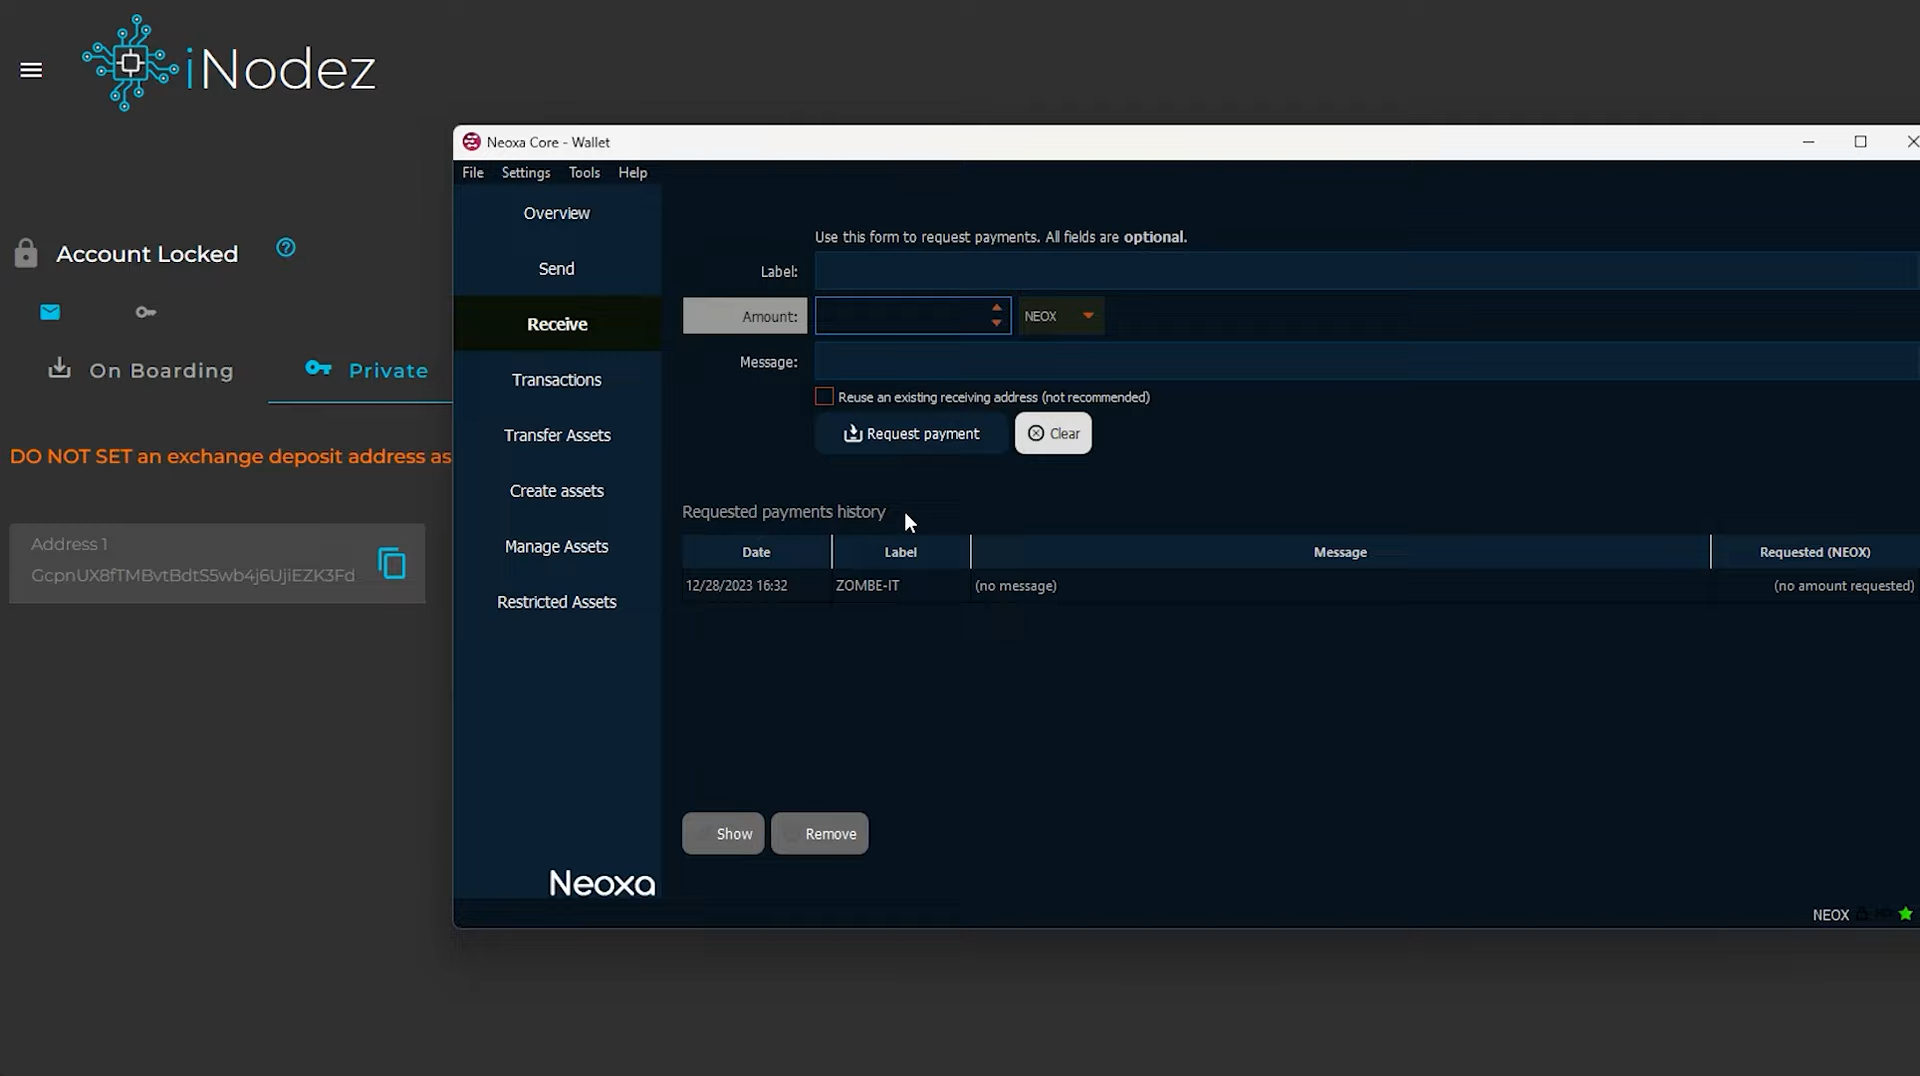 iNodez
Neoxa Core - Wallet
File Settings Tools Help
Overview
Send
Receive
Transactions
Transfer Assets
Create assets
Manage Assets
Restricted Assets
Neoxa
Account Locked
On Boarding Private
DO NOT SET an exchange deposit address as
Address 1
GcpnUX8fTMBvtBdtS5wb4j6UjiEZK3Fd
Use this form to request payments. All fields are optional.
Label:
Amount: NEOX
Message:
Reuse an existing receiving address (not recommended)
Request payment Clear
Requested payments history
Date Label Message Requested (NEOX)
12/28/2023 16:32 ZOMBE-IT (no message) (no amount requested)
Show Remove
NEOX